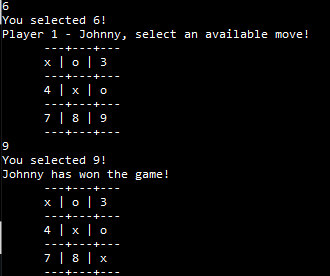 6
You selected 6!
Player 1 - Johnny, select an available move!
---+---+---
x | o | 3
---+---+---
4 | x | o
---+---+---
7 | 8 | 9
---+---+---
9
You selected 9!
Johnny has won the game!
---+---+---
x | o | 3
---+---+---
4 | x | o
---+---+---
7 | 8 | x
---+---+---